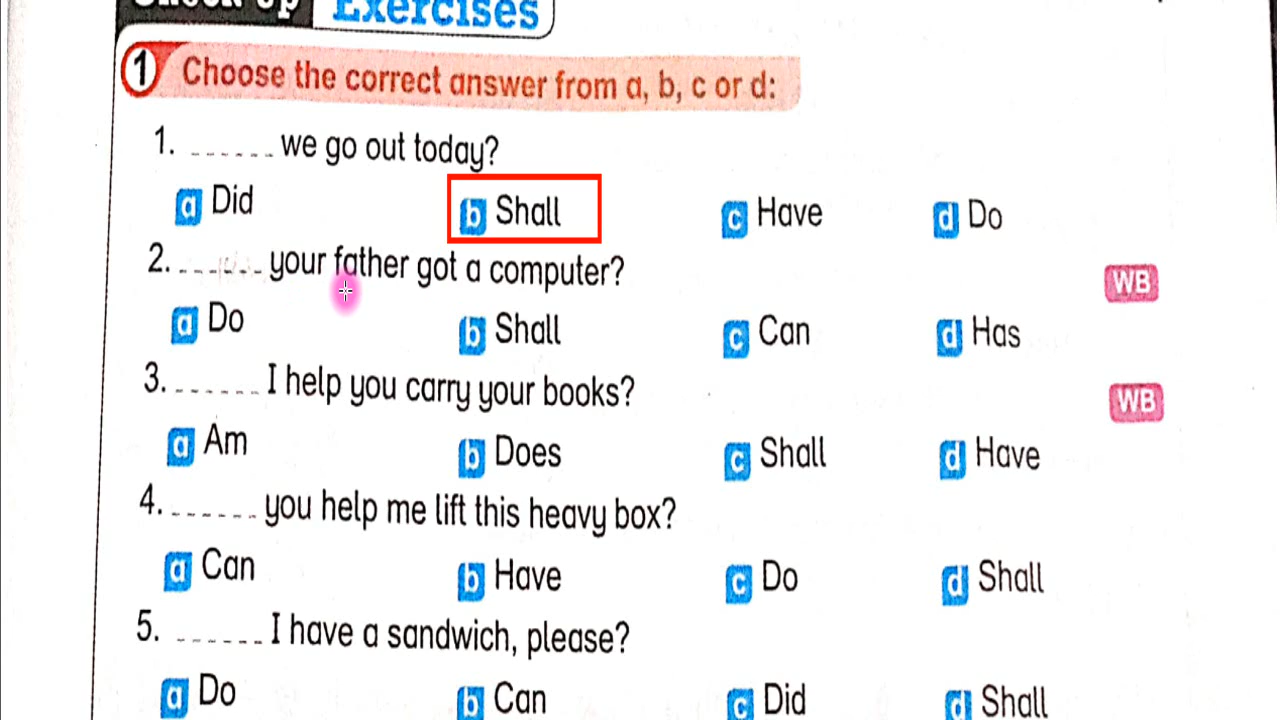 Check Up Exercises
1 Choose the correct answer from a, b, c or d:
1. ...... we go out today?
a Did b Shall c Have d Do
2. ...... your father got a computer? WB
a Do b Shall c Can d Has
3. ...... I help you carry your books? WB
a Am b Does c Shall d Have
4. ...... you help me lift this heavy box?
a Can b Have c Do d Shall
5. ...... I have a sandwich, please?
a Do b Can c Did d Shall